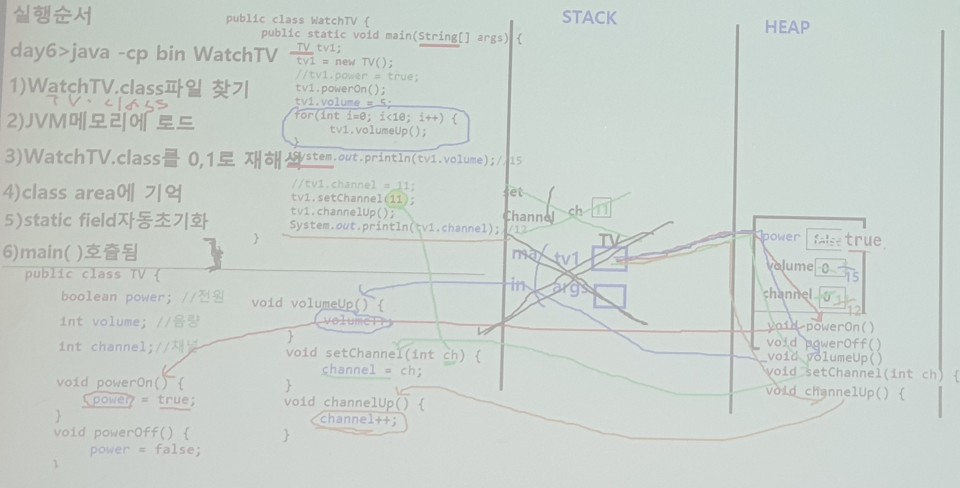 실행순서
day6>java -cp bin WatchTV
1)WatchTV.class파일 찾기
TV.class
2)JVM메모리에 로드
3)WatchTV.class를 0,1로 재해석
4)class area에 기억
5)static field자동초기화
6)main( )호출됨
public class WatchTV {
public static void main(String[] args) {
TV tv1;
tv1 = new TV();
//tv1.power = true;
tv1.powerOn();
tv1.volume = 5;
for(int i=0; i<10; i++) {
tv1.volumeUp();
}
System.out.println(tv1.volume);//15
//tv1.channel = 11;
tv1.setChannel(11);
tv1.channelUp();
System.out.println(tv1.channel);//12
}
public class TV {
boolean power; //전원
int volume; //음량
int channel;//채널
void powerOn() {
power = true;
}
void powerOff() {
power = false;
}
void volumeUp() {
volume++;
}
void setChannel(int ch) {
channel = ch;
}
void channelUp() {
channel++;
}
STACK
set
Channel
ch 11
TV
ma
in
tv1
args
HEAP
power false true
volume 0 15
channel 0 12
void powerOn()
void powerOff()
void volumeUp()
void setChannel(int ch) {
void channelUp() {